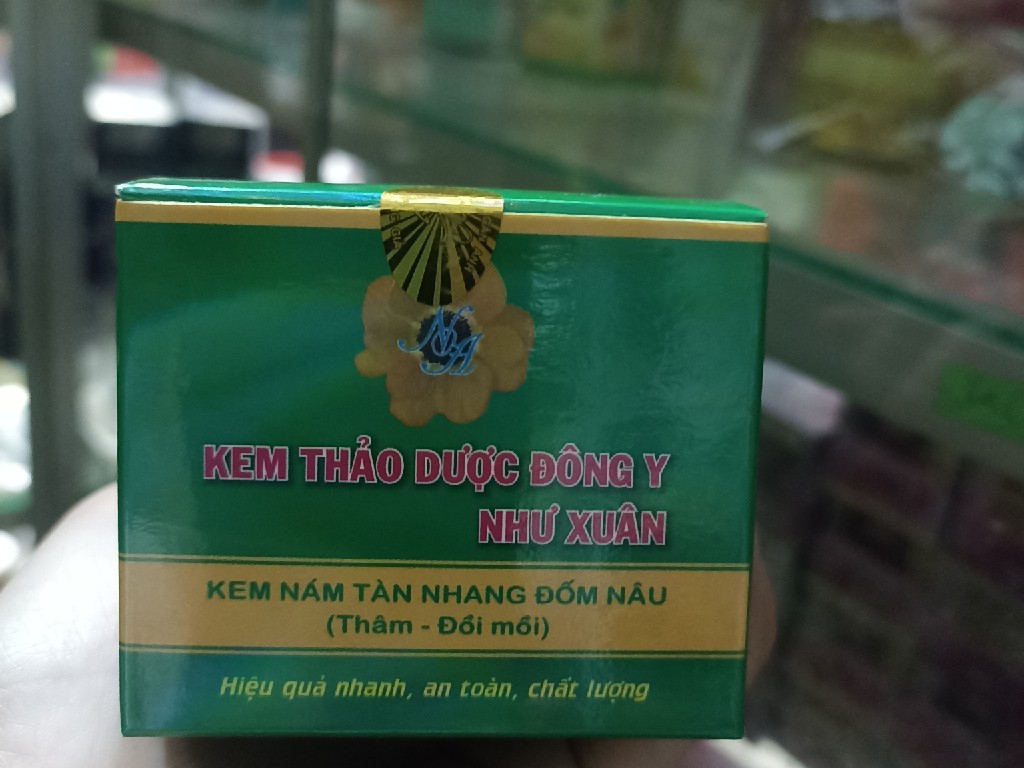 NA
KEM THẢO DƯỢC ĐÔNG Y
NHƯ XUÂN
KEM NÁM TÀN NHANG ĐỐM NÂU
(Thâm - Đồi mồi)
Hiệu quả nhanh, an toàn, chất lượng